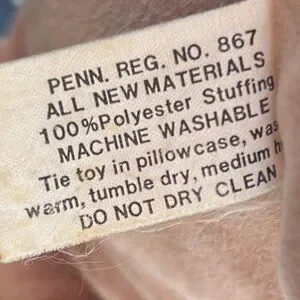 PENN. REG. NO. 867
ALL NEW MATERIALS
100%Polyester Stuffing
MACHINE WASHABLE
Tie toy in pillowcase, was
warm, tumble dry, medium h
DO NOT DRY CLEAN